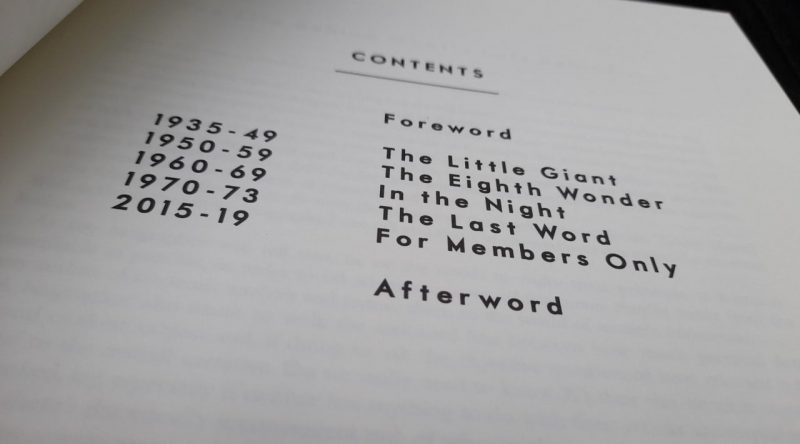 CONTENTS
Foreword
1935-49 The Little Giant
1950-59 The Eighth Wonder
1960-69 In the Night
1970-73 The Last Word
2015-19 For Members Only
Afterword